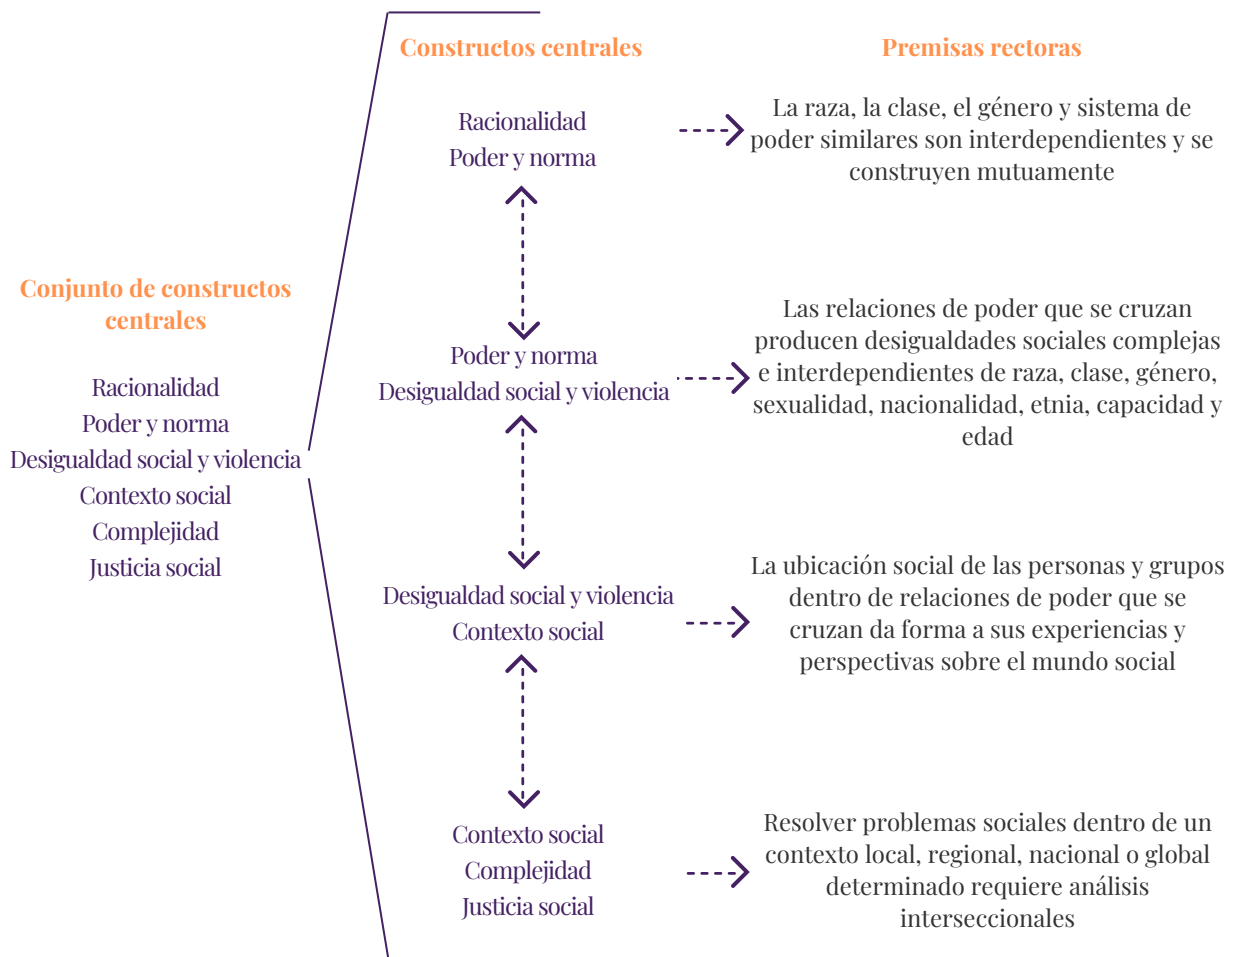 Conjunto de constructos
centrales
Racionalidad
Poder y norma
Desigualdad social y violencia
Contexto social
Complejidad
Justicia social
Constructos centrales
Premisas rectoras
Racionalidad
Poder y norma
La raza, la clase, el género y sistema de
poder similares son interdependientes y se
construyen mutuamente
Poder y norma
Desigualdad social y violencia
Las relaciones de poder que se cruzan
producen desigualdades sociales complejas
e interdependientes de raza, clase, género,
sexualidad, nacionalidad, etnia, capacidad y
edad
Desigualdad social y violencia
Contexto social
La ubicación social de las personas y grupos
dentro de relaciones de poder que se
cruzan da forma a sus experiencias y
perspectivas sobre el mundo social
Contexto social
Complejidad
Justicia social
Resolver problemas sociales dentro de un
contexto local, regional, nacional o global
determinado requiere análisis
interseccionales